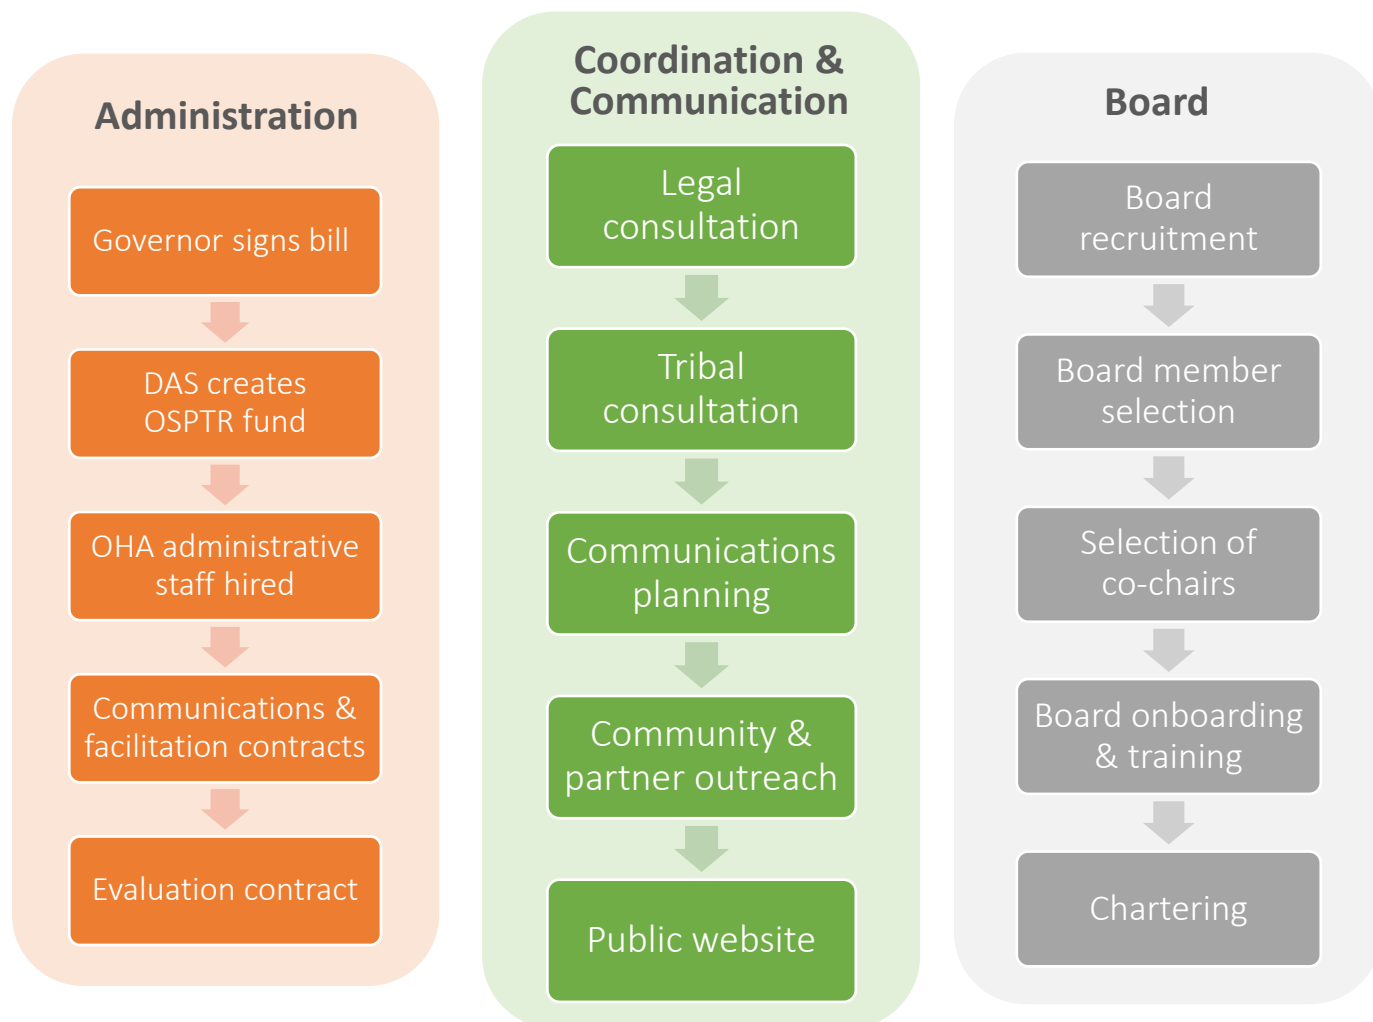 Administration
Governor signs bill
DAS creates
OSPTR fund
OHA administrative
staff hired
Communications &
facilitation contracts
Evaluation contract
Coordination &
Communication
Legal
consultation
Tribal
consultation
Communications
planning
Community &
partner outreach
Public website
Board
Board
recruitment
Board member
selection
Selection of
co-chairs
Board onboarding
& training
Chartering